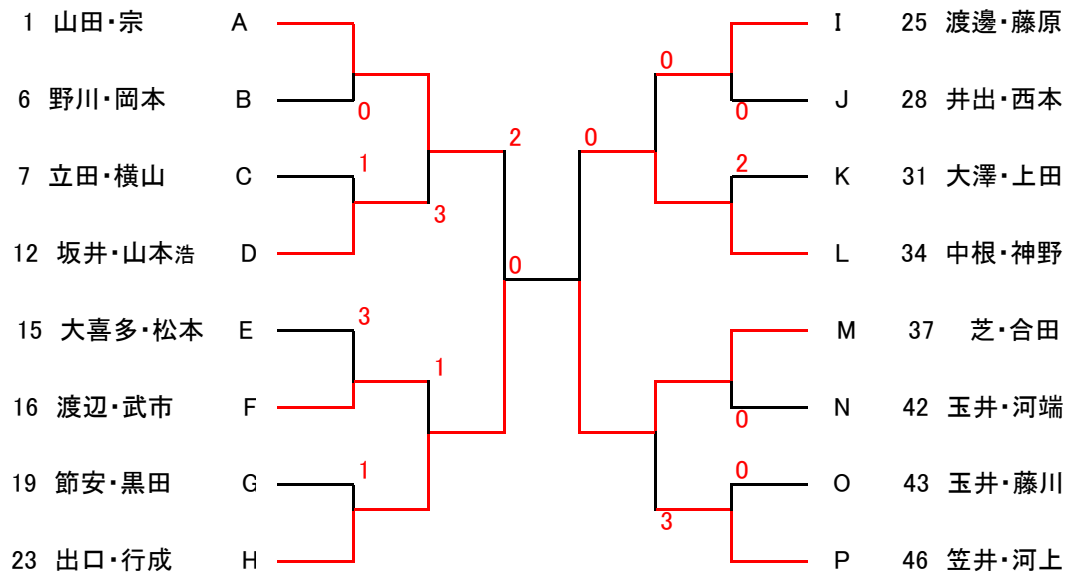 1 山田・宗 A
6 野川・岡本 B
0
7 立田・横山 C
1
12 坂井・山本浩 D
3
2
15 大喜多・松本 E
3
16 渡辺・武市 F
1
19 節安・黒田 G
1
23 出口・行成 H
0
0
I 25 渡邊・藤原
0
J 28 井出・西本
0
K 31 大澤・上田
2
L 34 中根・神野
M 37 芝・合田
N 42 玉井・河端
0
O 43 玉井・藤川
0
3
P 46 笠井・河上